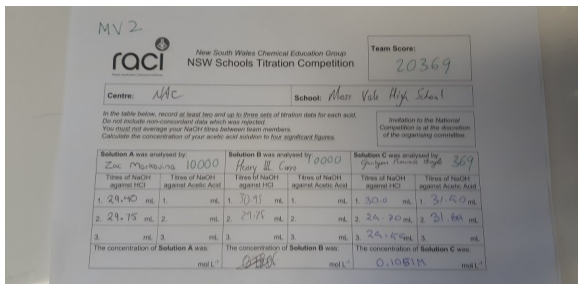 MV2
raci
New South Wales Chemical Education Group
NSW Schools Titration Competition
Team Score:
20369
Centre: NAC
School: Moss Vale High School
In the table below, record at least two and up to three sets of titration data for each acid.
Do not include non-concordant data which was rejected.
You must not average your NaOH titres between team members.
Calculate the concentration of your acetic acid solution to four significant figures.
Invitation to the National
Competition is at the discretion
of the organising committee.
Solution A was analysed by: 10000
Zac
Solution B was analysed by: 10000
Henry
Solution C was analysed by: 369
Titres of NaOH against HCl
Titres of NaOH against Acetic Acid
Titres of NaOH against HCl
Titres of NaOH against Acetic Acid
Titres of NaOH against HCl
Titres of NaOH against Acetic Acid
1. 29.40 mL 1. mL 1. mL 1. mL 1. 30.0 mL 1. 31.50 mL
2. 29.75 mL 2. mL 2. 29.75 mL 2. mL 2. 29.70 mL 2. mL
3. mL 3. mL 3. mL 3. mL 3. mL 3. mL
The concentration of Solution A was:
mol L⁻¹
The concentration of Solution B was:
mol L⁻¹
The concentration of Solution C was:
0.1081M mol L⁻¹